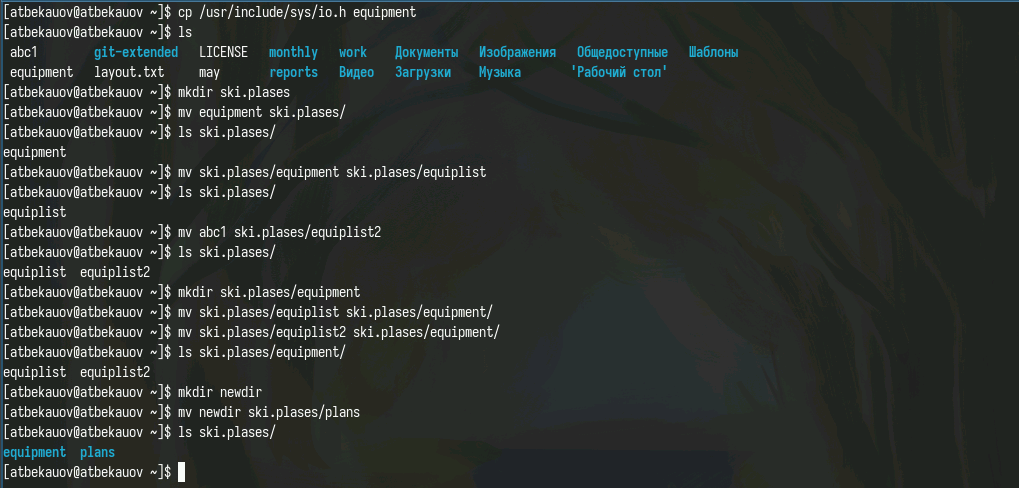 [atbekauov@atbekauov ~]$ cp /usr/include/sys/io.h equipment
[atbekauov@atbekauov ~]$ ls
abc1 git-extended LICENSE monthly work Документы Изображения Общедоступные Шаблоны
equipment layout.txt may reports Видео Загрузки Музыка 'Рабочий стол'
[atbekauov@atbekauov ~]$ mkdir ski.plases
[atbekauov@atbekauov ~]$ mv equipment ski.plases/
[atbekauov@atbekauov ~]$ ls ski.plases/
equipment
[atbekauov@atbekauov ~]$ mv ski.plases/equipment ski.plases/equiplist
[atbekauov@atbekauov ~]$ ls ski.plases/
equiplist
[atbekauov@atbekauov ~]$ mv abc1 ski.plases/equiplist2
[atbekauov@atbekauov ~]$ ls ski.plases/
equiplist equiplist2
[atbekauov@atbekauov ~]$ mkdir ski.plases/equipment
[atbekauov@atbekauov ~]$ mv ski.plases/equiplist ski.plases/equipment/
[atbekauov@atbekauov ~]$ mv ski.plases/equiplist2 ski.plases/equipment/
[atbekauov@atbekauov ~]$ ls ski.plases/equipment/
equiplist equiplist2
[atbekauov@atbekauov ~]$ mkdir newdir
[atbekauov@atbekauov ~]$ mv newdir ski.plases/plans
[atbekauov@atbekauov ~]$ ls ski.plases/
equipment plans
[atbekauov@atbekauov ~]$